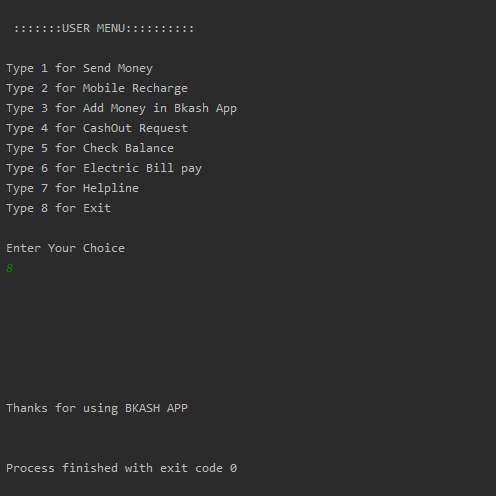 :::::::USER MENU::::::::::
Type 1 for Send Money
Type 2 for Mobile Recharge
Type 3 for Add Money in Bkash App
Type 4 for CashOut Request
Type 5 for Check Balance
Type 6 for Electric Bill pay
Type 7 for Helpline
Type 8 for Exit
Enter Your Choice
8
Thanks for using BKASH APP
Process finished with exit code 0